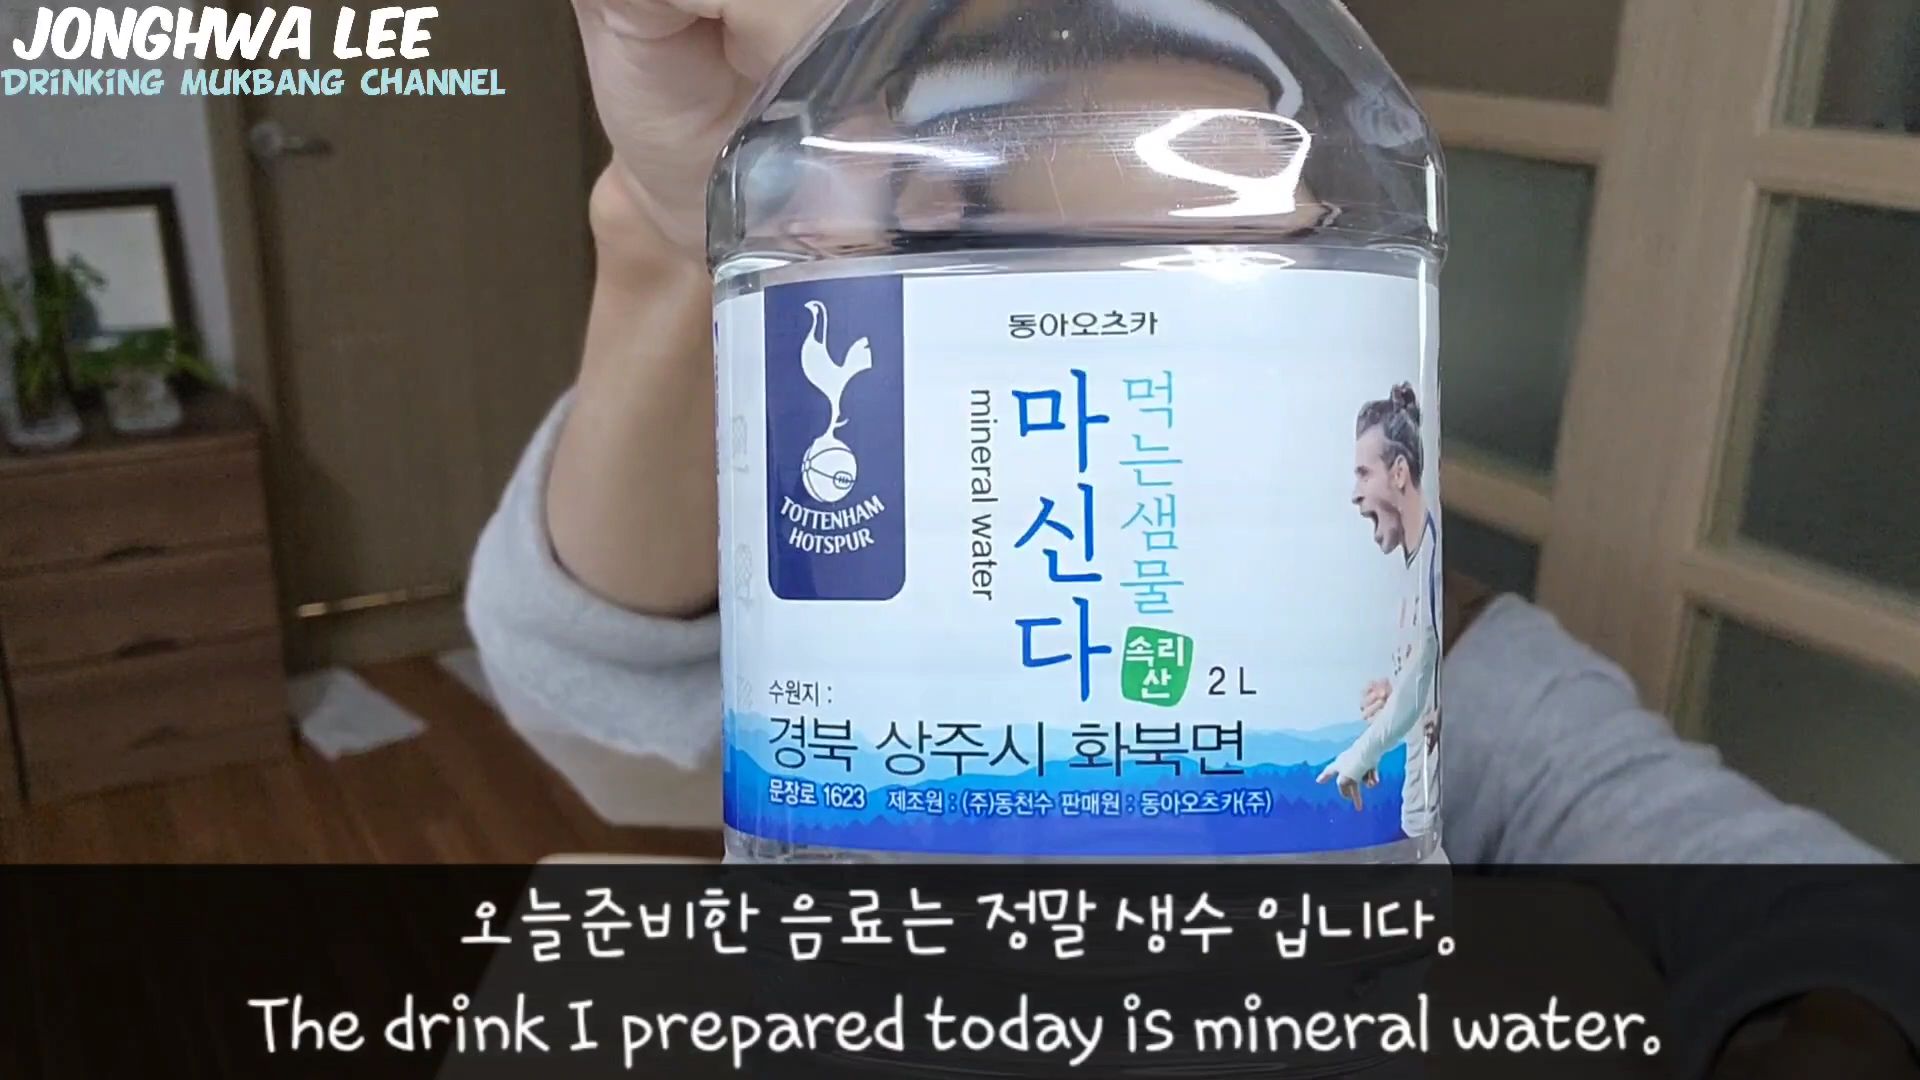 JONGHWA LEE
DRINKING MUKBANG CHANNEL
TOTTENHAM
HOTSPUR
동아오츠카
먹는샘물
마신다
mineral water
속리
산
2 L
수원지 :
경북 상주시 화북면
문장로 1623 제조원 : (주)동천수 판매원 : 동아오츠카(주)
오늘준비한 음료는 정말 생수 입니다.
The drink I prepared today is mineral water.